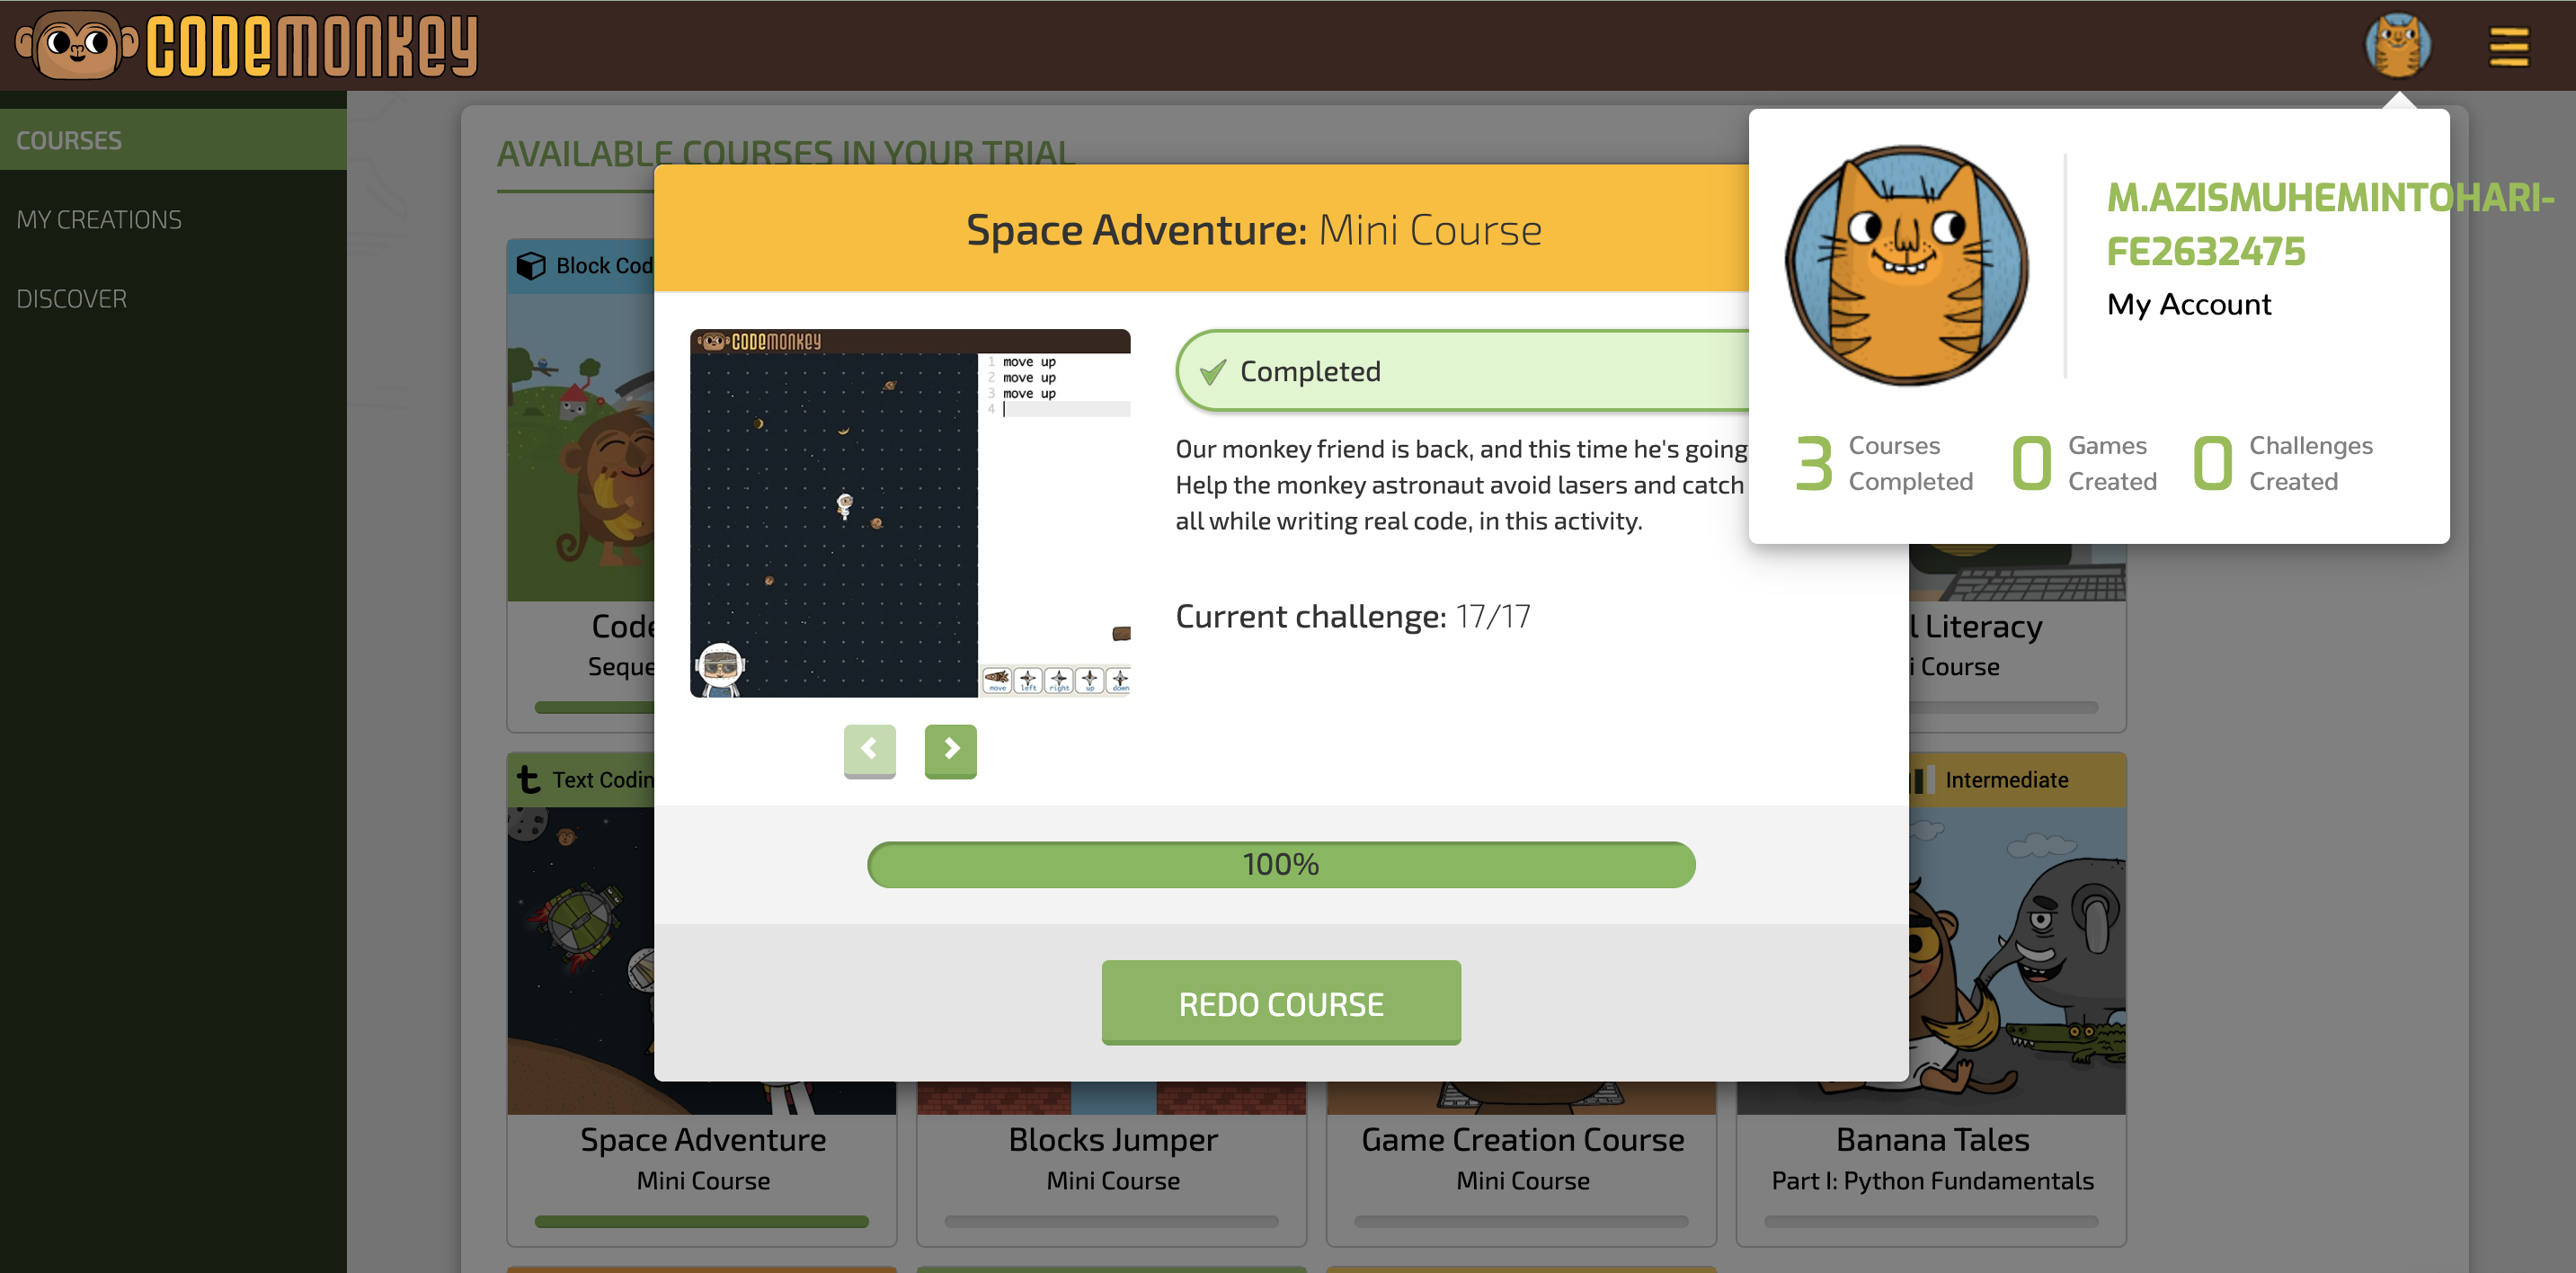 CODEMONKEY
COURSES
MY CREATIONS
DISCOVER
AVAILABLE COURSES IN YOUR TRIAL
M.AZISMUHEMINTOHARI-
FE2632475
My Account
3 Courses Completed
0 Games Created
0 Challenges Created
Space Adventure: Mini Course
CODEMONKEY
1 move up
2 move up
3 move up
4
move left right up down
Completed
Our monkey friend is back, and this time he's going
Help the monkey astronaut avoid lasers and catch
all while writing real code, in this activity.
Current challenge: 17/17
100%
REDO COURSE
Block Cod
Code
Seque
l Literacy
i Course
t Text Codin
Intermediate
Space Adventure
Mini Course
Blocks Jumper
Mini Course
Game Creation Course
Mini Course
Banana Tales
Part I: Python Fundamentals